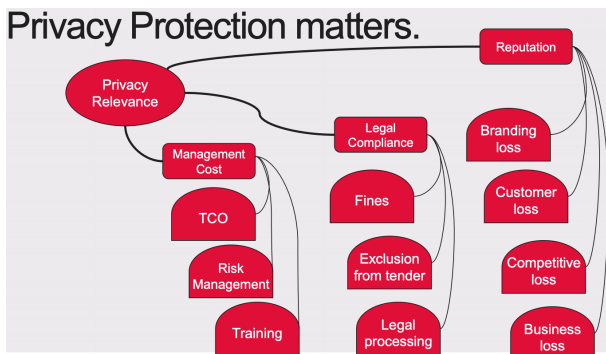 Privacy Protection matters.
Reputation
Privacy
Relevance
Legal
Compliance
Management
Cost
Branding
loss
TCO
Fines
Customer
loss
Risk
Management
Exclusion
from tender
Competitive
loss
Training
Legal
processing
Business
loss